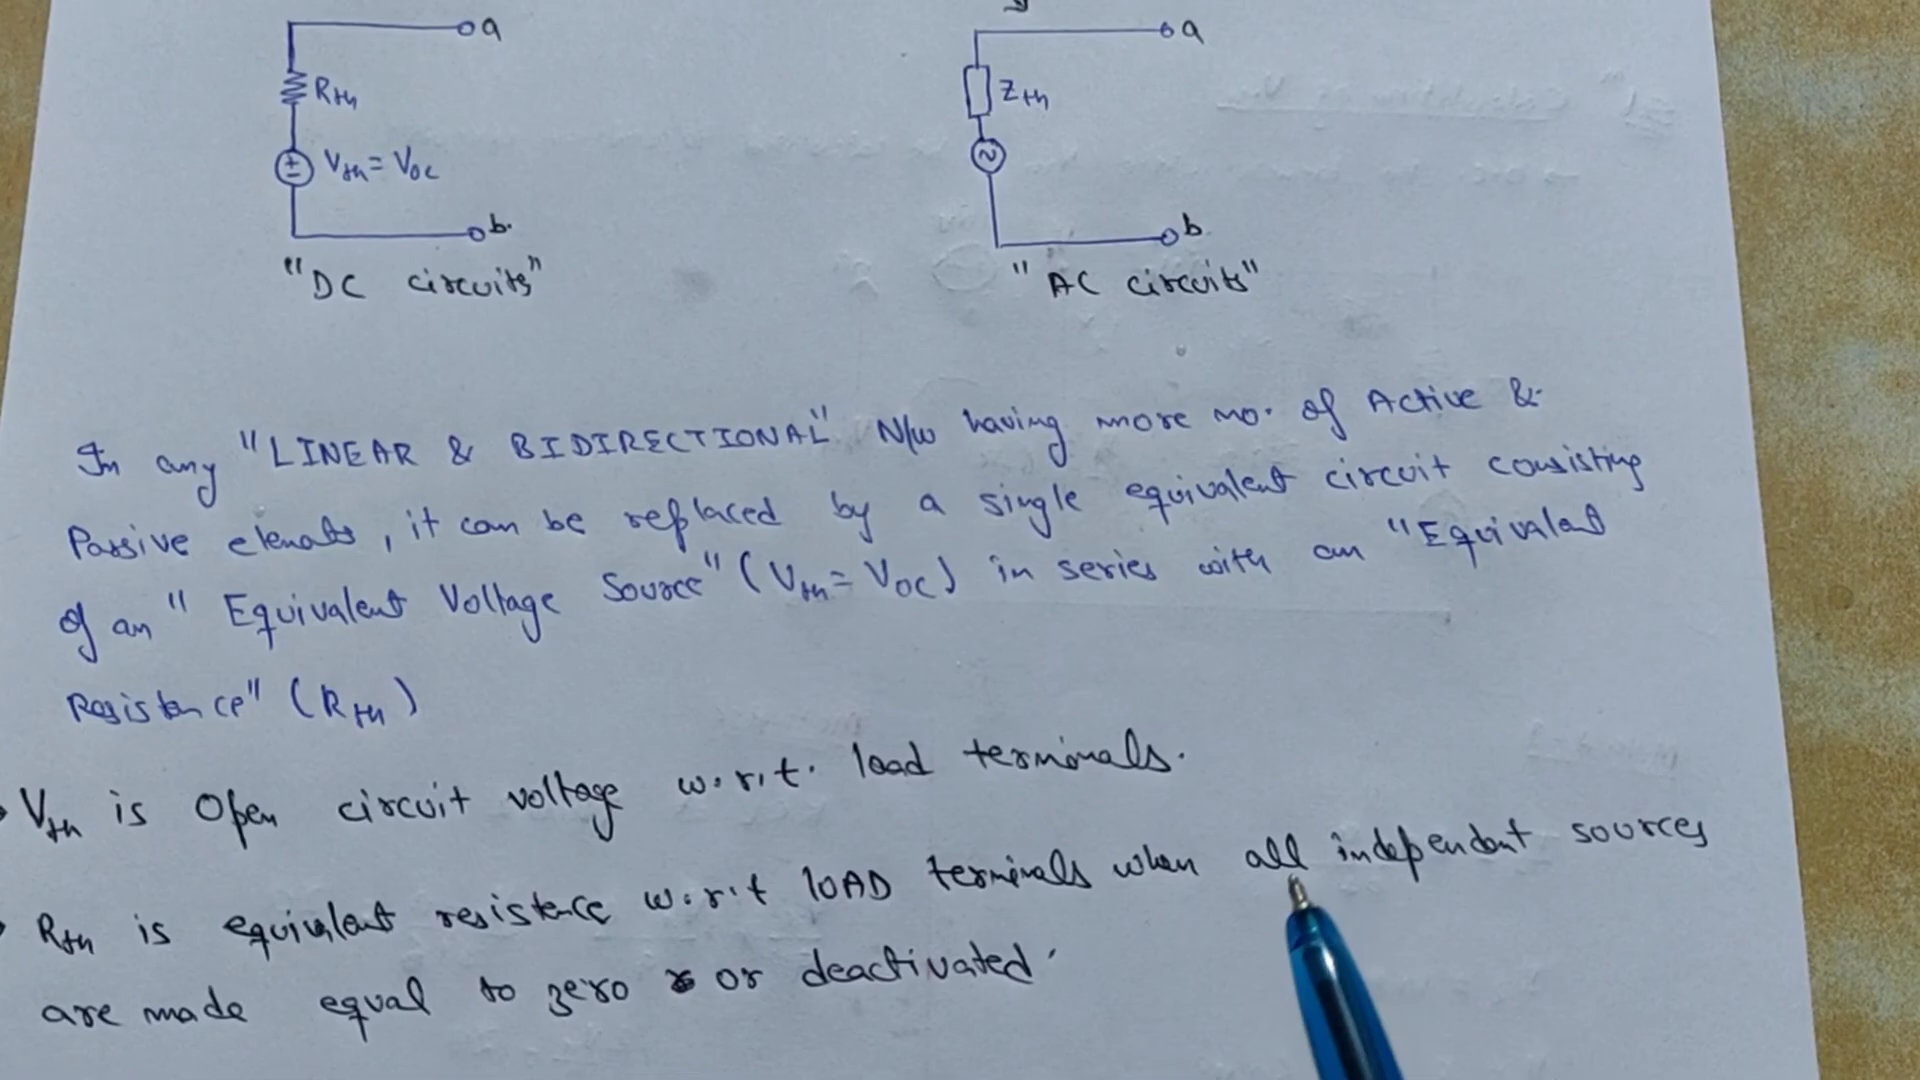 a
a
Rth
Zth
Vth = Voc
b.
b
"DC circuits"
"AC circuits"
In any "LINEAR & BIDIRECTIONAL" N/w having more no. of Active &
Passive elemats, it can be replaced by a single equivalent circuit consisting
of an "Equivalent Voltage Source" (Vth = Voc) in series with an "Equivalent
Resistance" (Rth)
Vth is Open circuit voltage w.r.t. load terminals.
Rth is equivalent resistance w.r.t LOAD terminals when all independent sources
are made equal to zero or deactivated.